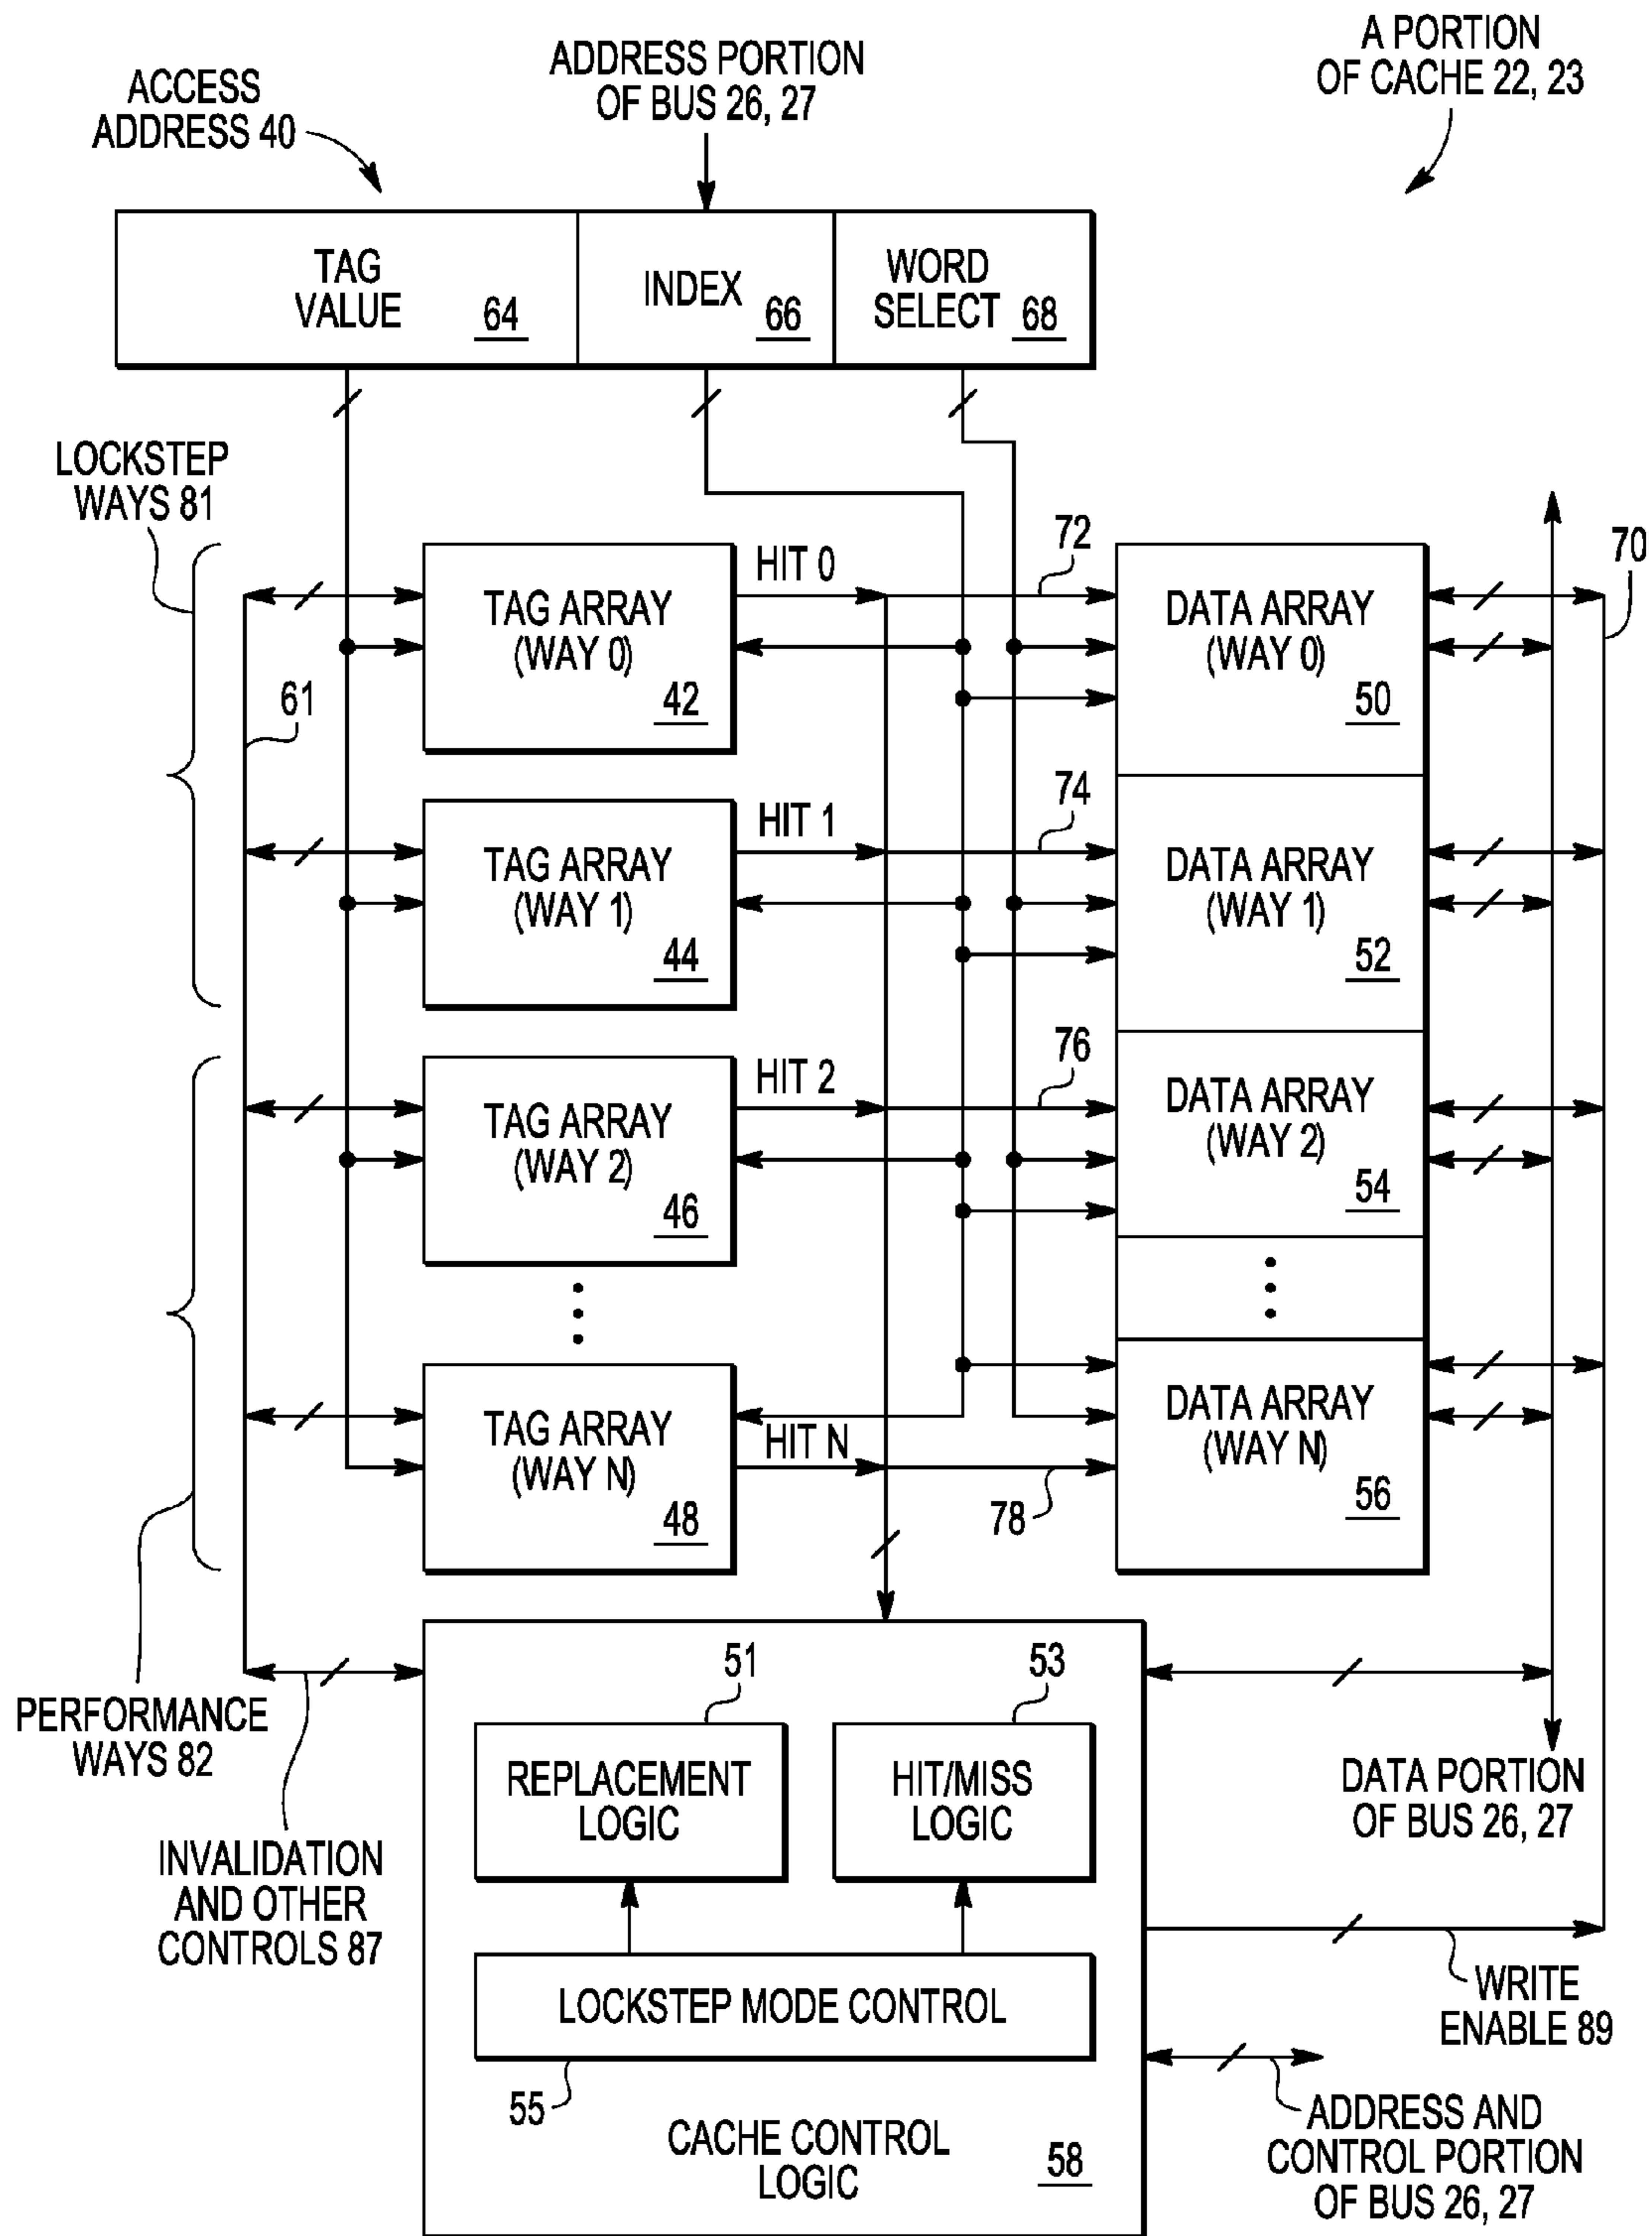 A PORTION
OF CACHE 22, 23
ADDRESS PORTION
OF BUS 26, 27
ACCESS
ADDRESS 40
TAG
VALUE 64
INDEX 66
WORD
SELECT 68
LOCKSTEP
WAYS 81
61
TAG ARRAY
(WAY 0)
42
HIT 0
72
DATA ARRAY
(WAY 0)
50
70
TAG ARRAY
(WAY 1)
44
HIT 1
74
DATA ARRAY
(WAY 1)
52
TAG ARRAY
(WAY 2)
46
HIT 2
76
DATA ARRAY
(WAY 2)
54
TAG ARRAY
(WAY N)
48
HIT N
78
DATA ARRAY
(WAY N)
56
PERFORMANCE
WAYS 82
INVALIDATION
AND OTHER
CONTROLS 87
51
REPLACEMENT
LOGIC
53
HIT/MISS
LOGIC
LOCKSTEP MODE CONTROL
55
CACHE CONTROL
LOGIC
58
DATA PORTION
OF BUS 26, 27
WRITE
ENABLE 89
ADDRESS AND
CONTROL PORTION
OF BUS 26, 27